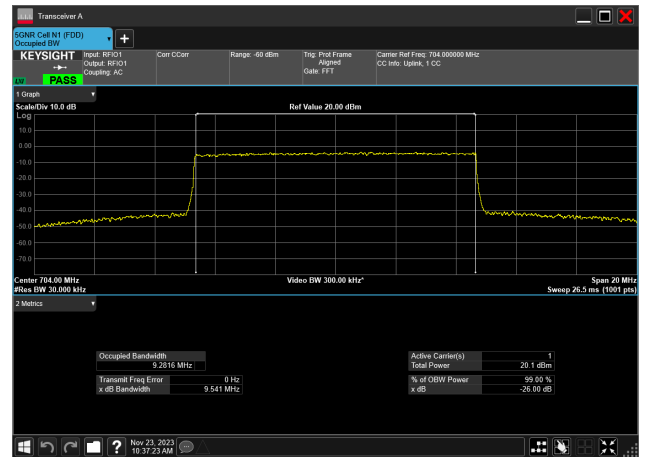 Transceiver A
5GNR Cell N1 (FDD)
Occupied BW
KEYSIGHT
LXI
PASS
Input: RFIO1
Output: RFIO1
Coupling: AC
Corr CCorr
Range: -60 dBm
Trig: Prot Frame
Aligned
Gate: FFT
Carrier Ref Freq: 704.000000 MHz
CC Info: Uplink, 1 CC
1 Graph
Scale/Div 10.0 dB
Ref Value 20.00 dBm
Log
10.0
0.00
-10.0
-20.0
-30.0
-40.0
-50.0
-60.0
-70.0
Center 704.00 MHz
Video BW 300.00 kHz*
Span 20 MHz
#Res BW 30.000 kHz
Sweep 26.5 ms (1001 pts)
2 Metrics
Occupied Bandwidth
9.2816 MHz
Transmit Freq Error 0 Hz
x dB Bandwidth 9.541 MHz
Active Carrier(s) 1
Total Power 20.1 dBm
% of OBW Power 99.00 %
x dB -26.00 dB
Nov 23, 2023
10:37:23 AM